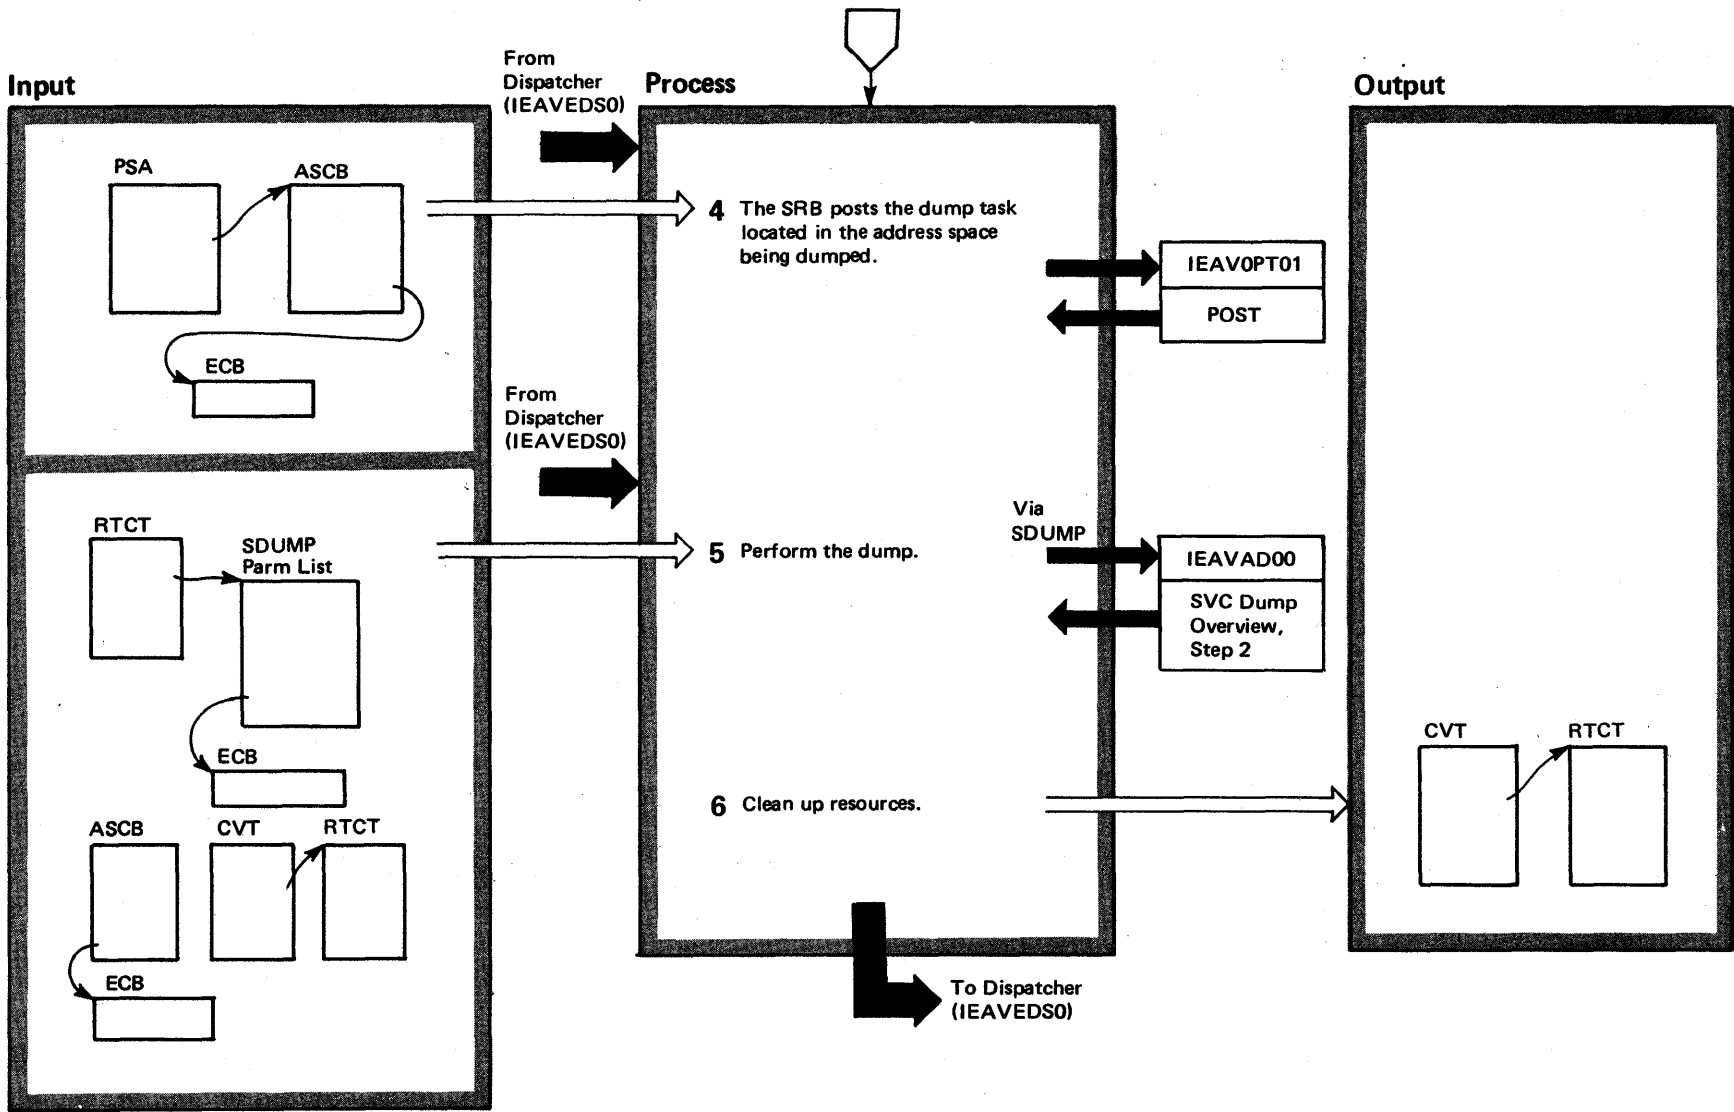 Input
PSA
ASCB
ECB
RTCT
SDUMP
Parm List
ECB
ASCB
CVT
RTCT
ECB
From
Dispatcher
(IEAVEDS0)
From
Dispatcher
(IEAVEDS0)
Process
4 The SRB posts the dump task
located in the address space
being dumped.
IEAV0PT01
POST
5 Perform the dump.
Via
SDUMP
IEAVAD00
SVC Dump
Overview,
Step 2
6 Clean up resources.
To Dispatcher
(IEAVEDS0)
Output
CVT
RTCT